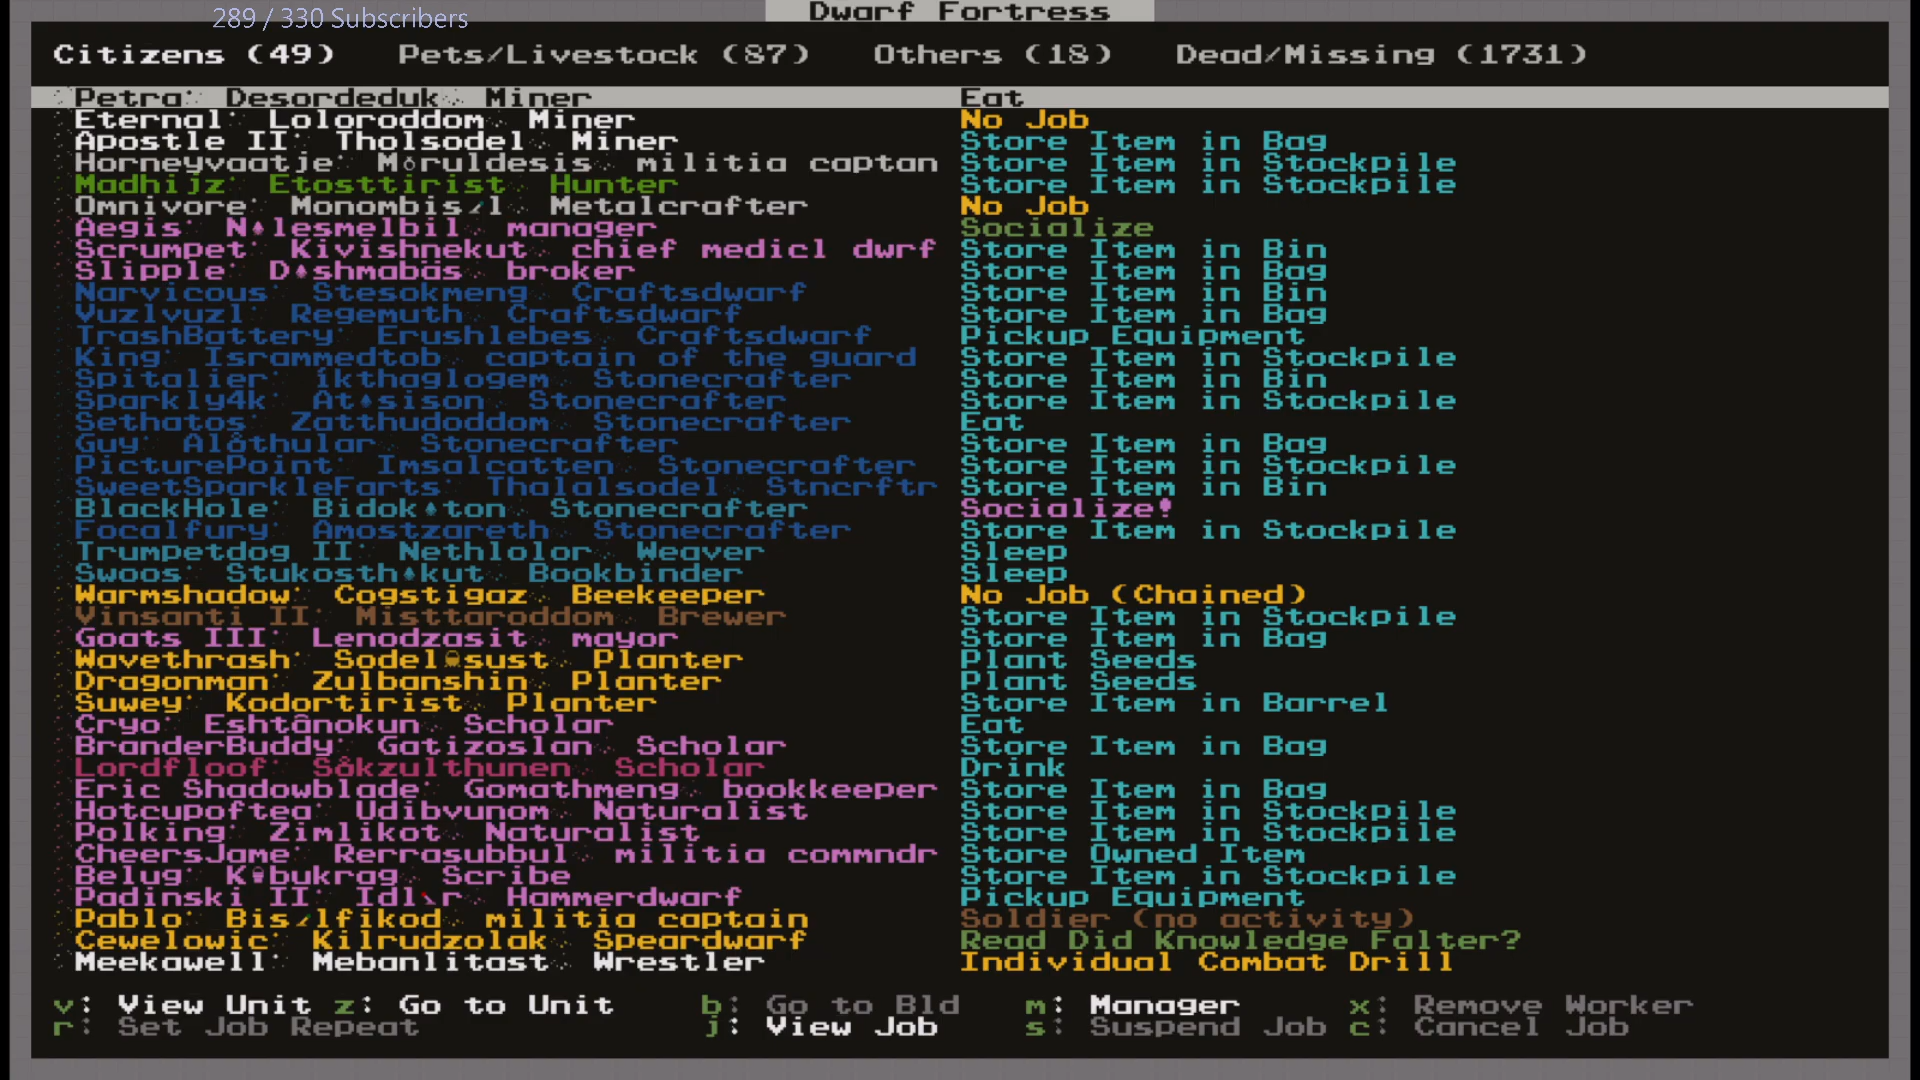 289 / 330 Subscribers
Dwarf Fortress
Citizens (49) Pets/Livestock (87) Others (18) Dead/Missing (1731)
Petra Desordeduk Miner Eat
Eternal Loloroddom Miner No Job
Apostle II Tholsodel Miner Store Item in Bag
Horneyvaatje militia captan Store Item in Stockpile
Madhijz Etosttirist Hunter Store Item in Stockpile
Omnivore Metalcrafter No Job
Aegis manager Socialize
Scrumpet Kivishnekut chief medicl dwrf Store Item in Bin
Slipple broker Store Item in Bag
Narvicous Stesokmeng Craftsdwarf Store Item in Bin
Vuzlvuzl Regemuth Craftsdwarf Store Item in Bag
TrashBattery Erushlebes Craftsdwarf Pickup Equipment
King Isrammedtob captain of the guard Store Item in Stockpile
Spitalier íkthaglogem Stonecrafter Store Item in Bin
Sparkly4k Stonecrafter Store Item in Stockpile
Sethatos Zatthudoddom Stonecrafter Eat
Guy Alåthular Stonecrafter Store Item in Bag
PicturePoint Imsalcatten Stonecrafter Store Item in Stockpile
SweetSparkleFarts Thalalsodel Stncrftr Store Item in Bin
BlackHole Stonecrafter Socialize!
Focalfury Amostzareth Stonecrafter Store Item in Stockpile
Trumpetdog II Nethlolor Weaver Sleep
Swoos Bookbinder Sleep
Warmshadow Cogstigaz Beekeeper No Job (Chained)
Vinsanti II Misttaroddom Brewer Store Item in Stockpile
Goats III Lenodzasit mayor Store Item in Bag
Wavethrash Planter Plant Seeds
Dragonman Zulbanshin Planter Plant Seeds
Suwey Kodortirist Planter Store Item in Barrel
Cryo Eshtânokun Scholar Eat
BranderBuddy Gatizoslan Scholar Store Item in Bag
Lordfloof Såkzulthunen Scholar Drink
Eric Shadowblade Gomathmeng bookkeeper Store Item in Bag
Hotcupoftea Udibvunom Naturalist Store Item in Stockpile
Polking Zimlikot Naturalist Store Item in Stockpile
CheersJame Rerrasubbul militia commndr Store Owned Item
Belug Scribe Store Item in Stockpile
Padinski II Hammerdwarf Pickup Equipment
Pablo militia captain Soldier (no activity)
Cewelowic Kilrudzolak Speardwarf Read Did Knowledge Falter?
Meekawell Mebanlitast Wrestler Individual Combat Drill
v: View Unit z: Go to Unit b: Go to Bld m: Manager x: Remove Worker
r: Set Job Repeat j: View Job s: Suspend Job c: Cancel Job